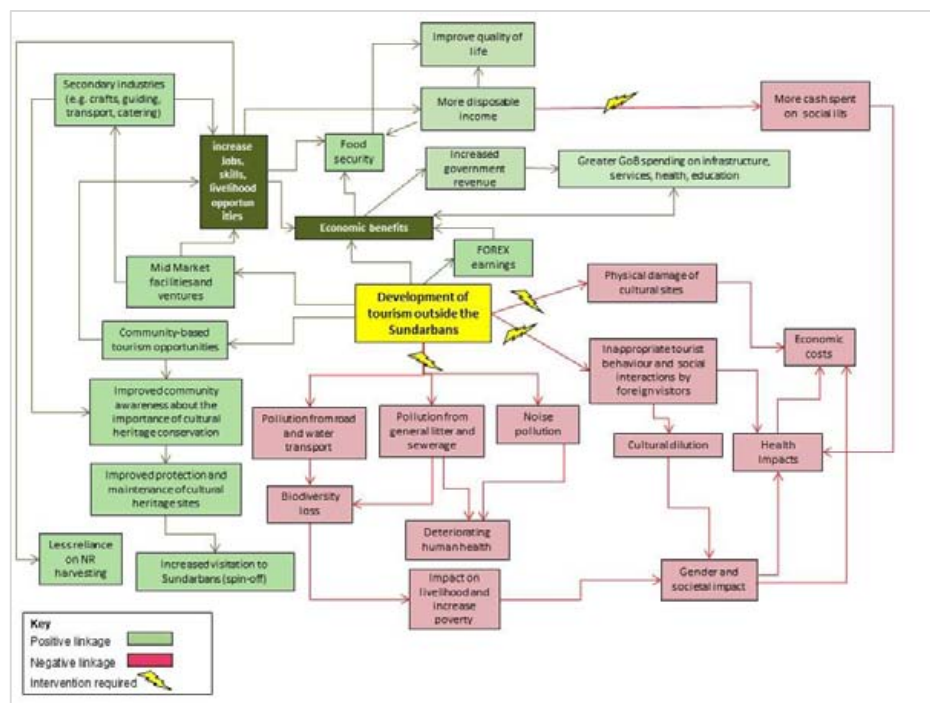 Improve quality of
life
Secondary industries
(e.g. crafts, guiding,
transport, catering)
More disposable
income
More cash spent
on social ills
increase
Jobs,
skills,
livelihood
opportun
ities
Food
security
Increased
government
revenue
Greater GoB spending on infrastructure,
services, health, education
Economic benefits
FOREX
earnings
Mid Market
facilities and
ventures
Physical damage of
cultural sites
Development of
tourism outside the
Sundarbans
Community-based
tourism opportunities
Inappropriate tourist
behaviour and social
interactions by
foreign visitors
Economic
costs
Improved community
awareness about the
importance of cultural
heritage conservation
Pollution from road
and water
transport
Pollution from
general litter and
sewerage
Noise
pollution
Cultural dilution
Health
Impacts
Improved protection and
maintenance of cultural
heritage sites
Biodiversity
loss
Deteriorating
human health
Less reliance
on NR
harvesting
Increased visitation to
Sundarbans (spin-off)
Impact on
livelihood and
increase
poverty
Gender and
societal impact
Key
Positive linkage
Negative linkage
Intervention required